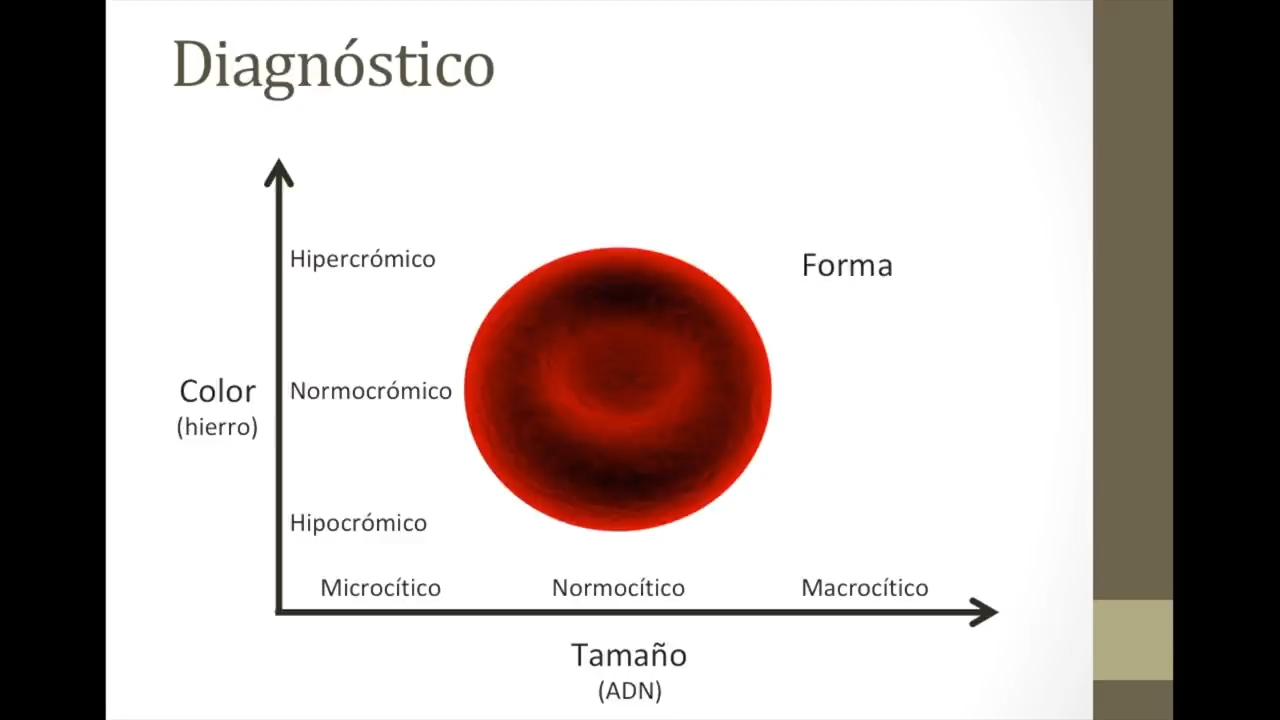 Diagnóstico
Hipercrómico
Forma
Color
(hierro)
Normocrómico
Hipocrómico
Microcítico
Normocítico
Macrocítico
Tamaño
(ADN)